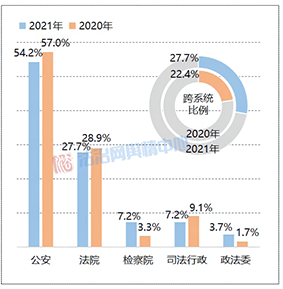 2021年 2020年
54.2% 57.0%
27.7% 28.9%
7.2% 3.3%
7.2% 9.1%
3.7% 1.7%
27.7%
22.4%
跨系统
比例
2020年
2021年
公安 法院 检察院 司法行政 政法委